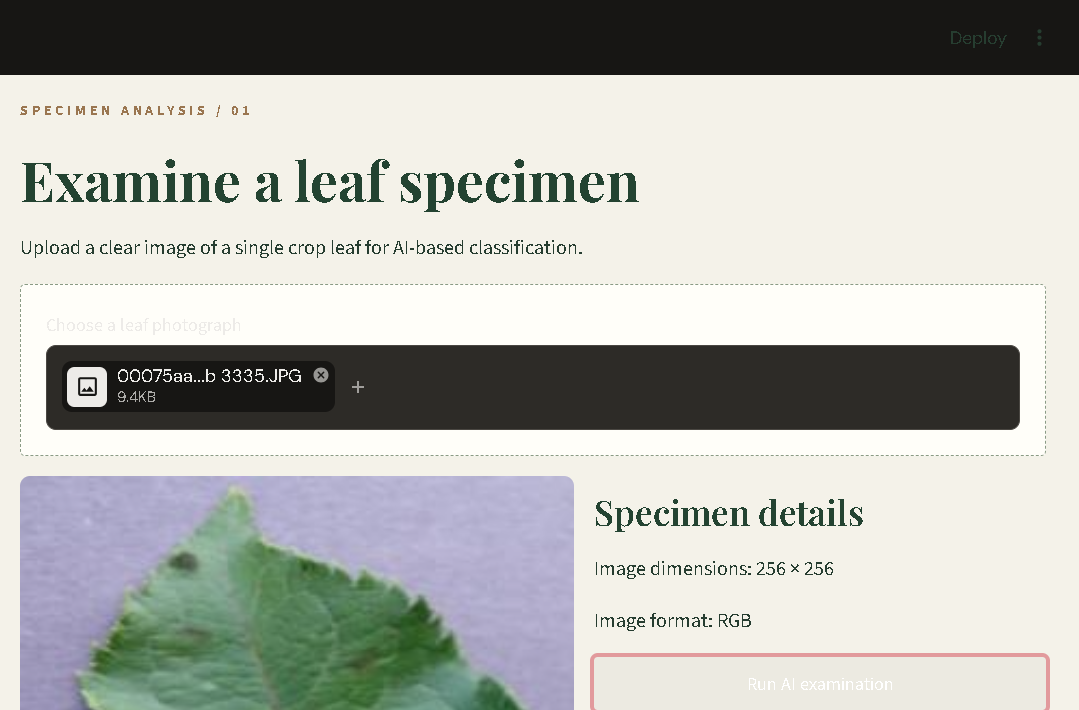 Deploy
SPECIMEN ANALYSIS / 01
Examine a leaf specimen
Upload a clear image of a single crop leaf for AI-based classification.
Choose a leaf photograph
00075aa...b 3335.JPG
9.4KB
Specimen details
Image dimensions: 256 × 256
Image format: RGB
Run AI examination